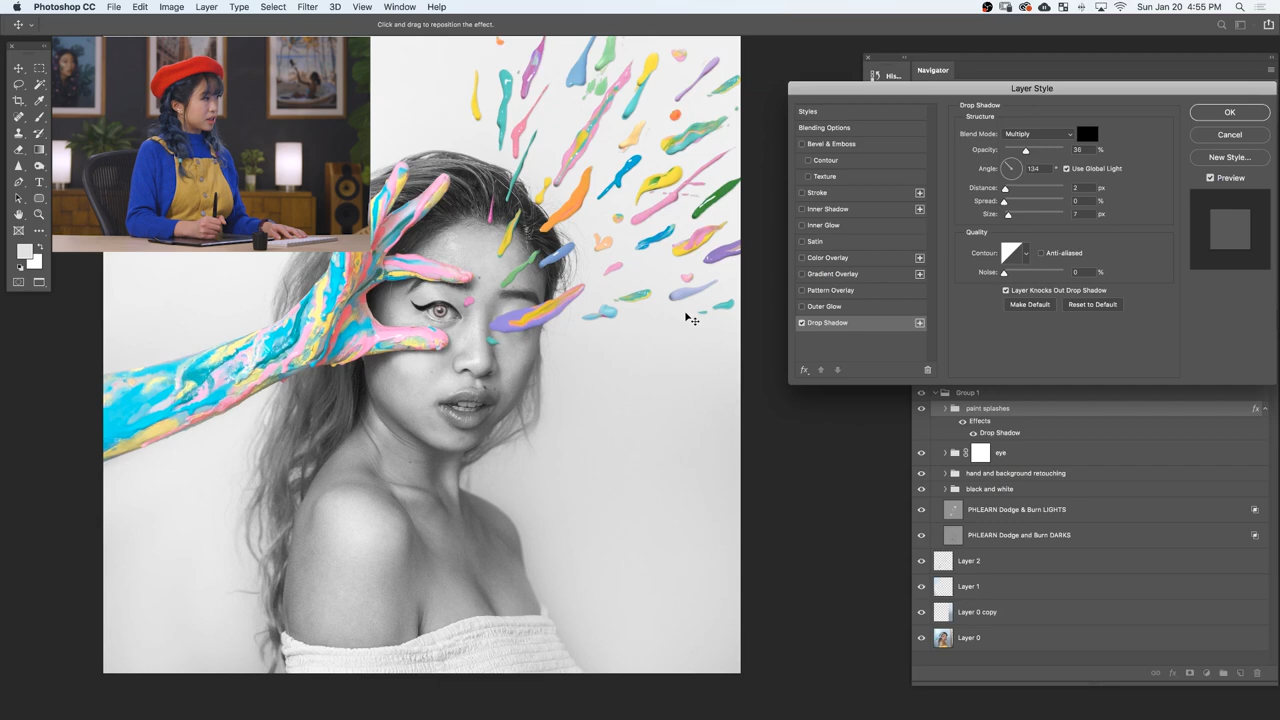 Photoshop CC File Edit Image Layer Type Select Filter 3D View Window Help Sun Jan 20 4:55 PM
Click and drag to reposition the effect.
His...
Navigator
Layer Style
Styles
Blending Options
Bevel & Emboss
Contour
Texture
Stroke
Inner Shadow
Inner Glow
Satin
Color Overlay
Gradient Overlay
Pattern Overlay
Outer Glow
Drop Shadow
fx
Drop Shadow
Structure
Blend Mode: Multiply
Opacity: 36 %
Angle: 134 ° Use Global Light
Distance: 2 px
Spread: 0 %
Size: 7 px
Quality
Contour: Anti-aliased
Noise: 0 %
Layer Knocks Out Drop Shadow
Make Default Reset to Default
OK
Cancel
New Style...
Preview
Group 1
paint splashes fx
Effects
Drop Shadow
eye
hand and background retouching
black and white
PHLEARN Dodge & Burn LIGHTS
PHLEARN Dodge and Burn DARKS
Layer 2
Layer 1
Layer 0 copy
Layer 0
fx